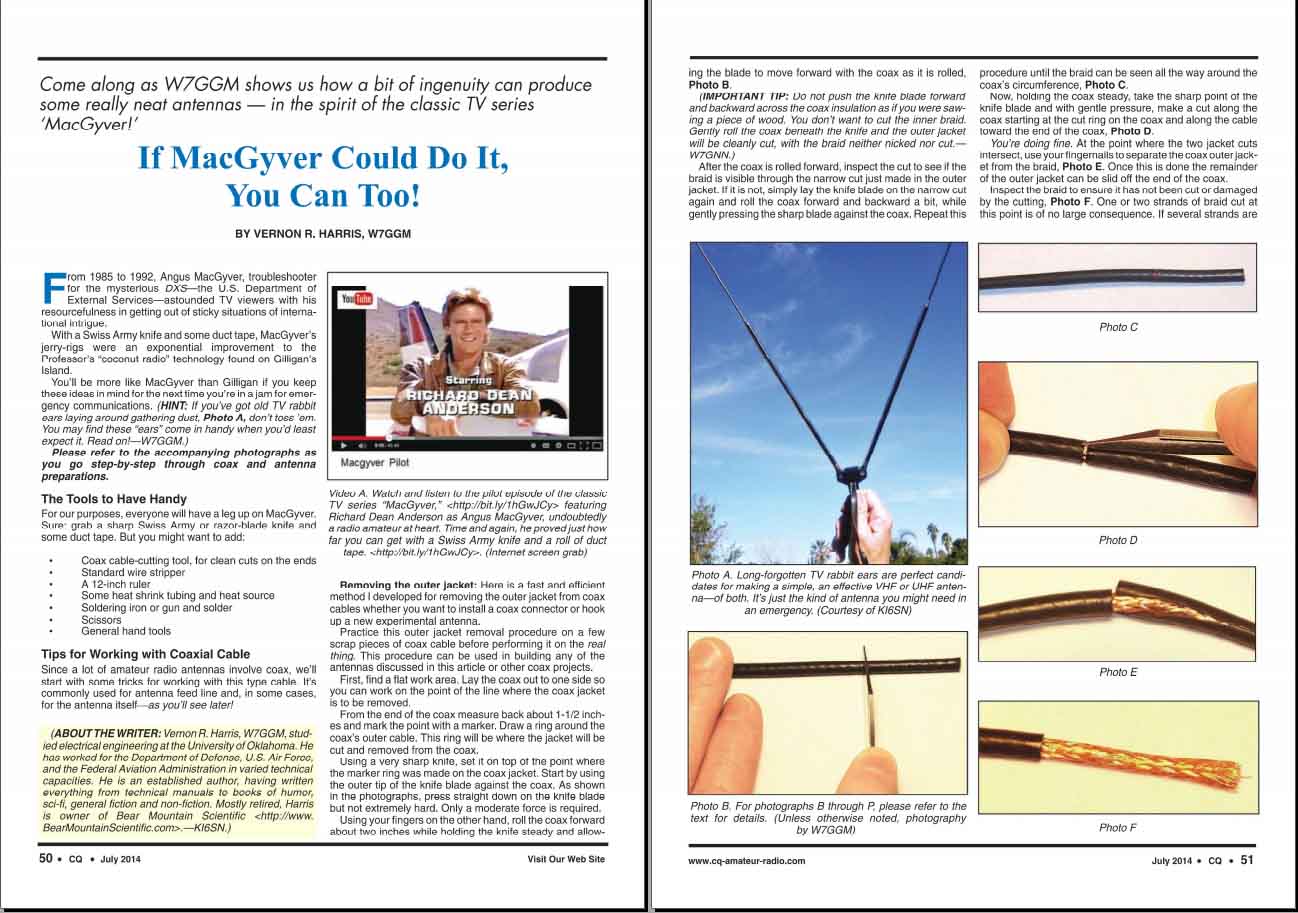 Come along as W7GGM shows us how a bit of ingenuity can produce
some really neat antennas — in the spirit of the classic TV series
‘MacGyver!’
If MacGyver Could Do It,
You Can Too!
BY VERNON R. HARRIS, W7GGM
From 1985 to 1992, Angus MacGyver, troubleshooter
for the mysterious DXS—the U.S. Department of
External Services—astounded TV viewers with his
resourcefulness in getting out of sticky situations of interna-
tional intrigue.
With a Swiss Army knife and some duct tape, MacGyver's
jerry-rigs were an exponential improvement to the
Professor's “coconut radio” technology found on Gilligan's
Island.
You'll be more like MacGyver than Gilligan if you keep
these ideas in mind for the next time you're in a jam for emer-
gency communications. (HINT: If you've got old TV rabbit
ears laying around gathering dust, Photo A, don't toss 'em.
You may find these “ears” come in handy when you'd least
expect it. Read on!—W7GGM.)
Please refer to the accompanying photographs as
you go step-by-step through coax and antenna
preparations.
The Tools to Have Handy
For our purposes, everyone will have a leg up on MacGyver.
Sure: grab a sharp Swiss Army or razor-blade knife and
some duct tape. But you might want to add:
• Coax cable-cutting tool, for clean cuts on the ends
• Standard wire stripper
• A 12-inch ruler
• Some heat shrink tubing and heat source
• Soldering iron or gun and solder
• Scissors
• General hand tools
Tips for Working with Coaxial Cable
Since a lot of amateur radio antennas involve coax, we'll
start with some tricks for working with this type cable. It's
commonly used for antenna feed line and, in some cases,
for the antenna itself—as you'll see later!
(ABOUT THE WRITER: Vernon R. Harris, W7GGM, stud-
ied electrical engineering at the University of Oklahoma. He
has worked for the Department of Defense, U.S. Air Force,
and the Federal Aviation Administration in varied technical
capacities. He is an established author, having written
everything from technical manuals to books of humor,
sci-fi, general fiction and non-fiction. Mostly retired, Harris
is owner of Bear Mountain Scientific <http://www.
BearMountainScientific.com>.—KI6SN.)
You Tube
Starring
RICHARD DEAN
ANDERSON
Macgyver Pilot
Video A. Watch and listen to the pilot episode of the classic
TV series “MacGyver,” <http://bit.ly/1hGwJCy> featuring
Richard Dean Anderson as Angus MacGyver, undoubtedly
a radio amateur at heart. Time and again, he proved just how
far you can get with a Swiss Army knife and a roll of duct
tape. <http://bit.ly/1hGwJCy>. (Internet screen grab)
Removing the outer jacket: Here is a fast and efficient
method I developed for removing the outer jacket from coax
cables whether you want to install a coax connector or hook
up a new experimental antenna.
Practice this outer jacket removal procedure on a few
scrap pieces of coax cable before performing it on the real
thing. This procedure can be used in building any of the
antennas discussed in this article or other coax projects.
First, find a flat work area. Lay the coax out to one side so
you can work on the point of the line where the coax jacket
is to be removed.
From the end of the coax measure back about 1-1/2 inch-
es and mark the point with a marker. Draw a ring around the
coax's outer cable. This ring will be where the jacket will be
cut and removed from the coax.
Using a very sharp knife, set it on top of the point where
the marker ring was made on the coax jacket. Start by using
the outer tip of the knife blade against the coax. As shown
in the photographs, press straight down on the knife blade
but not extremely hard. Only a moderate force is required.
Using your fingers on the other hand, roll the coax forward
about two inches while holding the knife steady and allow-
50 • CQ • July 2014
Visit Our Web Site
ing the blade to move forward with the coax as it is rolled,
Photo B.
(IMPORTANT TIP: Do not push the knife blade forward
and backward across the coax insulation as if you were saw-
ing a piece of wood. You don't want to cut the inner braid.
Gently roll the coax beneath the knife and the outer jacket
will be cleanly cut, with the braid neither nicked nor cut.—
W7GNN.)
After the coax is rolled forward, inspect the cut to see if the
braid is visible through the narrow cut just made in the outer
jacket. If it is not, simply lay the knife blade on the narrow cut
again and roll the coax forward and backward a bit, while
gently pressing the sharp blade against the coax. Repeat this
procedure until the braid can be seen all the way around the
coax's circumference, Photo C.
Now, holding the coax steady, take the sharp point of the
knife blade and with gentle pressure, make a cut along the
coax starting at the cut ring on the coax and along the cable
toward the end of the coax, Photo D.
You're doing fine. At the point where the two jacket cuts
intersect, use your fingernails to separate the coax outer jack-
et from the braid, Photo E. Once this is done the remainder
of the outer jacket can be slid off the end of the coax.
Inspect the braid to ensure it has not been cut or damaged
by the cutting, Photo F. One or two strands of braid cut at
this point is of no large consequence. If several strands are
Photo A. Long-forgotten TV rabbit ears are perfect candi-
dates for making a simple, an effective VHF or UHF anten-
na—of both. It's just the kind of antenna you might need in
an emergency. (Courtesy of KI6SN)
Photo B. For photographs B through P, please refer to the
text for details. (Unless otherwise noted, photography
by W7GGM)
Photo C
Photo D
Photo E
Photo F
www.cq-amateur-radio.com
July 2014 • CQ • 51